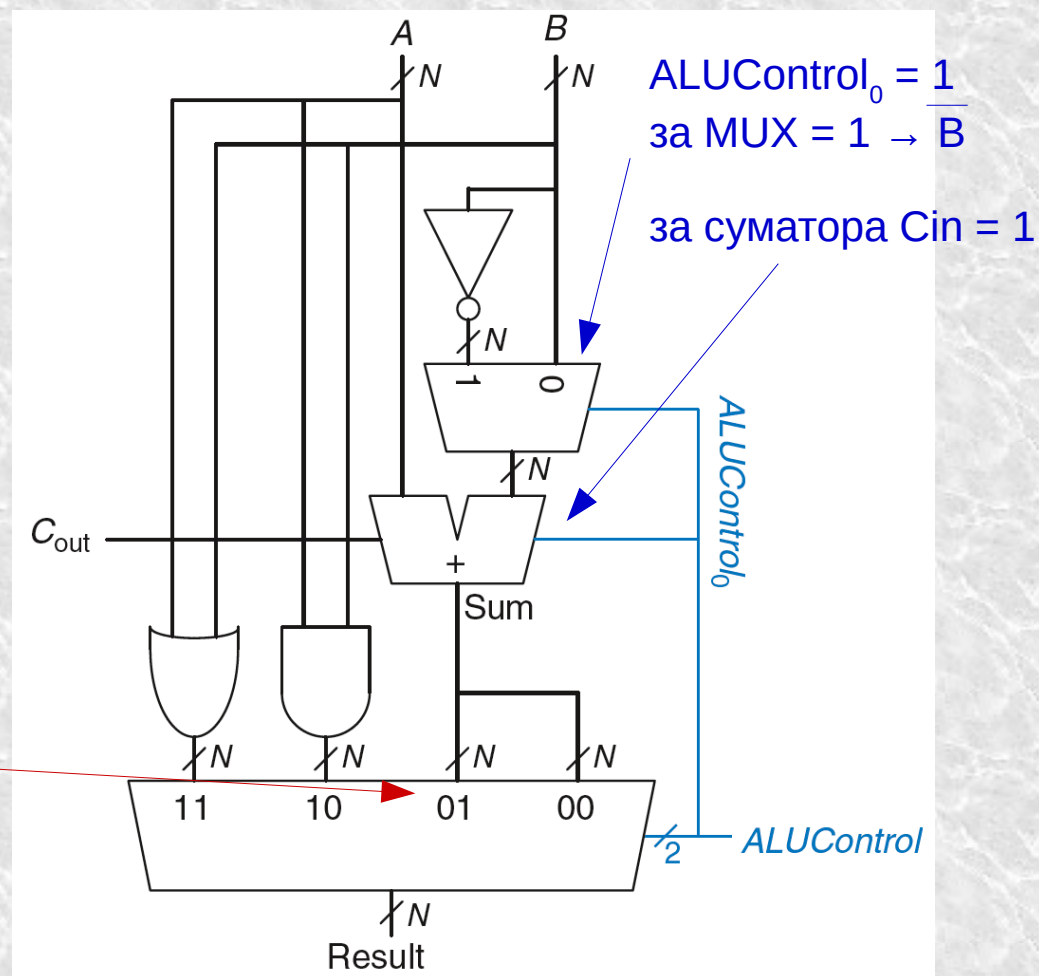 A
B
N
N
ALUControl₀ = 1
за MUX = 1 → B̅
за суматора Cin = 1
N
1
0
N
ALUControl₀
Cout
+
Sum
N
N
N
N
11
10
01
00
2
ALUControl
N
Result